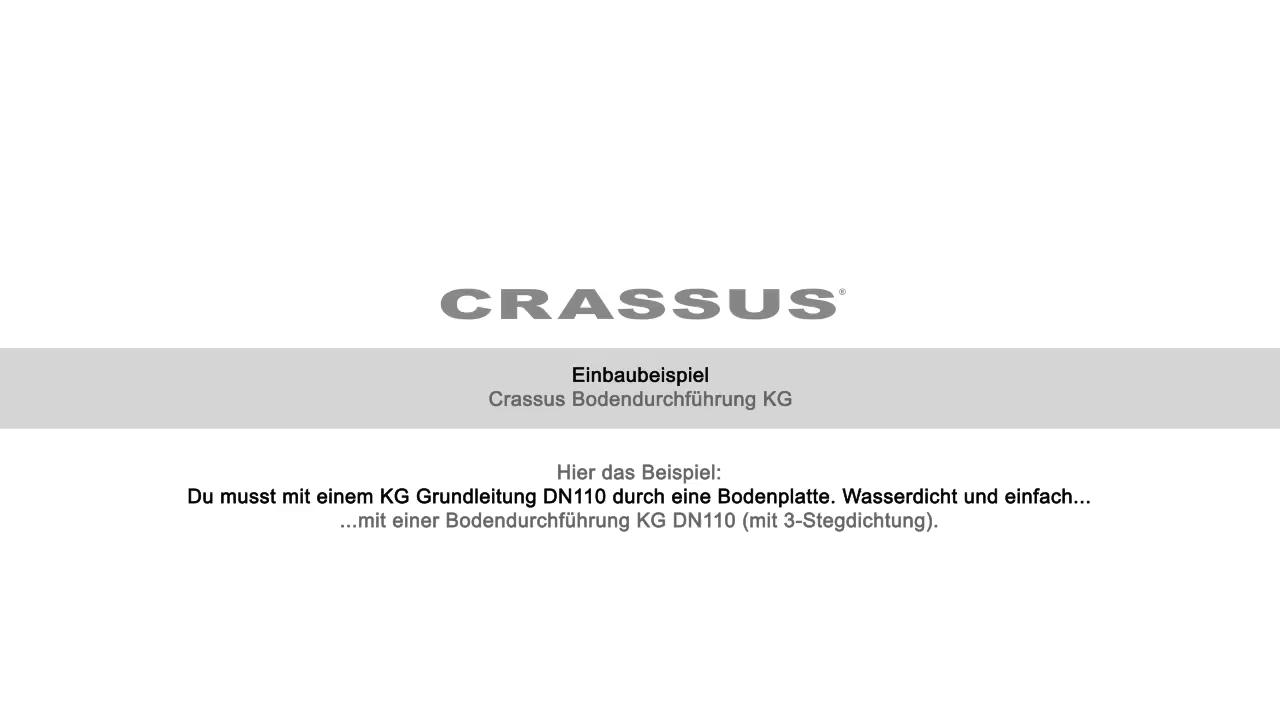 CRASSUS®
Einbaubeispiel
Crassus Bodendurchführung KG
Hier das Beispiel:
Du musst mit einem KG Grundleitung DN110 durch eine Bodenplatte. Wasserdicht und einfach...
...mit einer Bodendurchführung KG DN110 (mit 3-Stegdichtung).